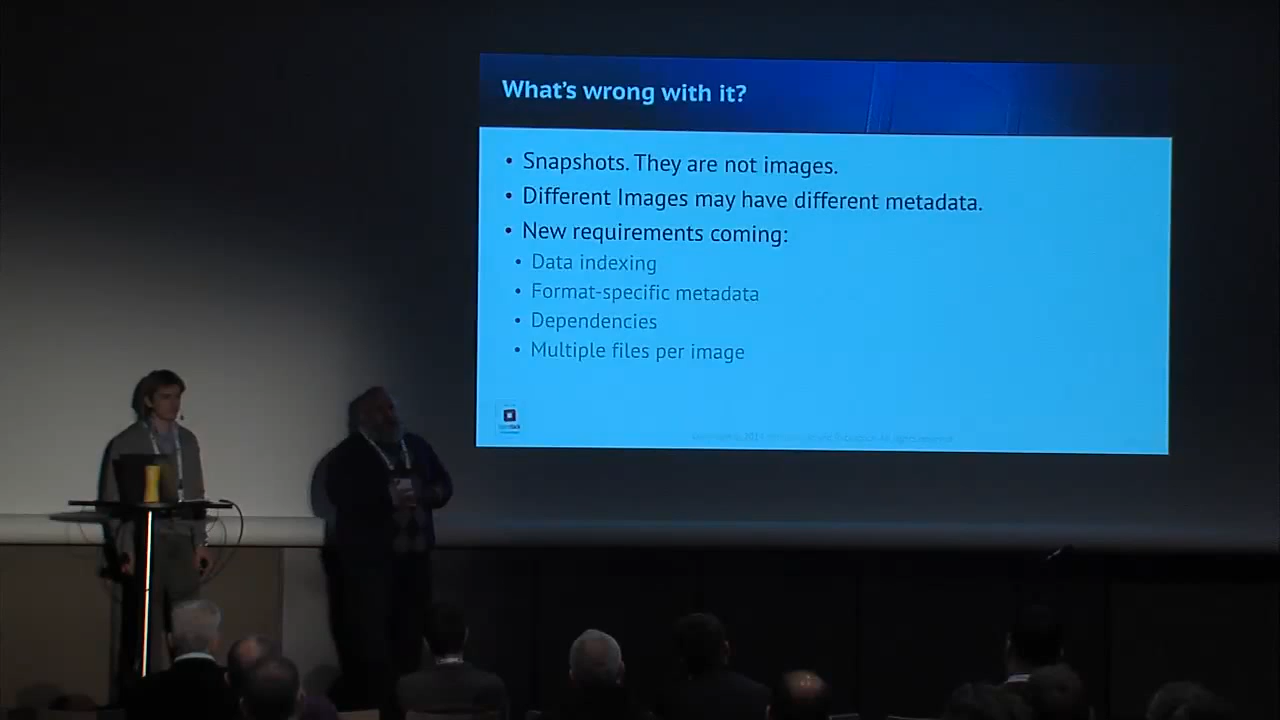 What's wrong with it?
• Snapshots. They are not images.
• Different Images may have different metadata.
• New requirements coming:
• Data indexing
• Format-specific metadata
• Dependencies
• Multiple files per image